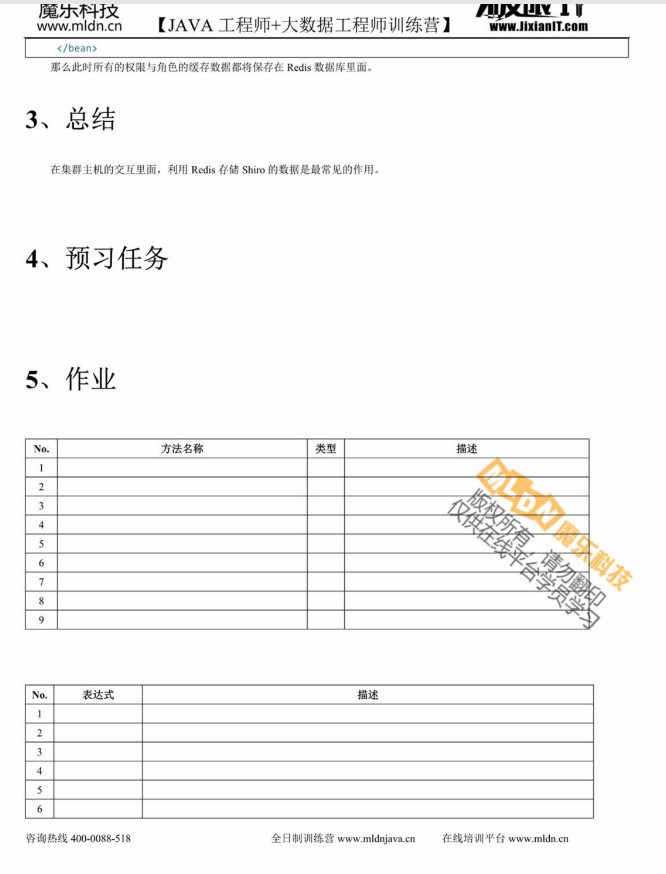 魔乐科技
www.mldn.cn
【JAVA 工程师+大数据工程师训练营】
极限 IT
www.JixianIT.com
</bean>
那么此时所有的权限与角色的缓存数据都将保存在 Redis 数据库里面。
3、总结
在集群主机的交互里面，利用 Redis 存储 Shiro 的数据是最常见的作用。
4、预习任务
5、作业
No. 方法名称 类型 描述
1
2
3
4
5
6
7
8
9
MLDN 魔乐科技
版权所有，请勿翻印
仅供在线平台学员学习
No. 表达式 描述
1
2
3
4
5
6
咨询热线 400-0088-518 全日制训练营 www.mldnjava.cn 在线培训平台 www.mldn.cn